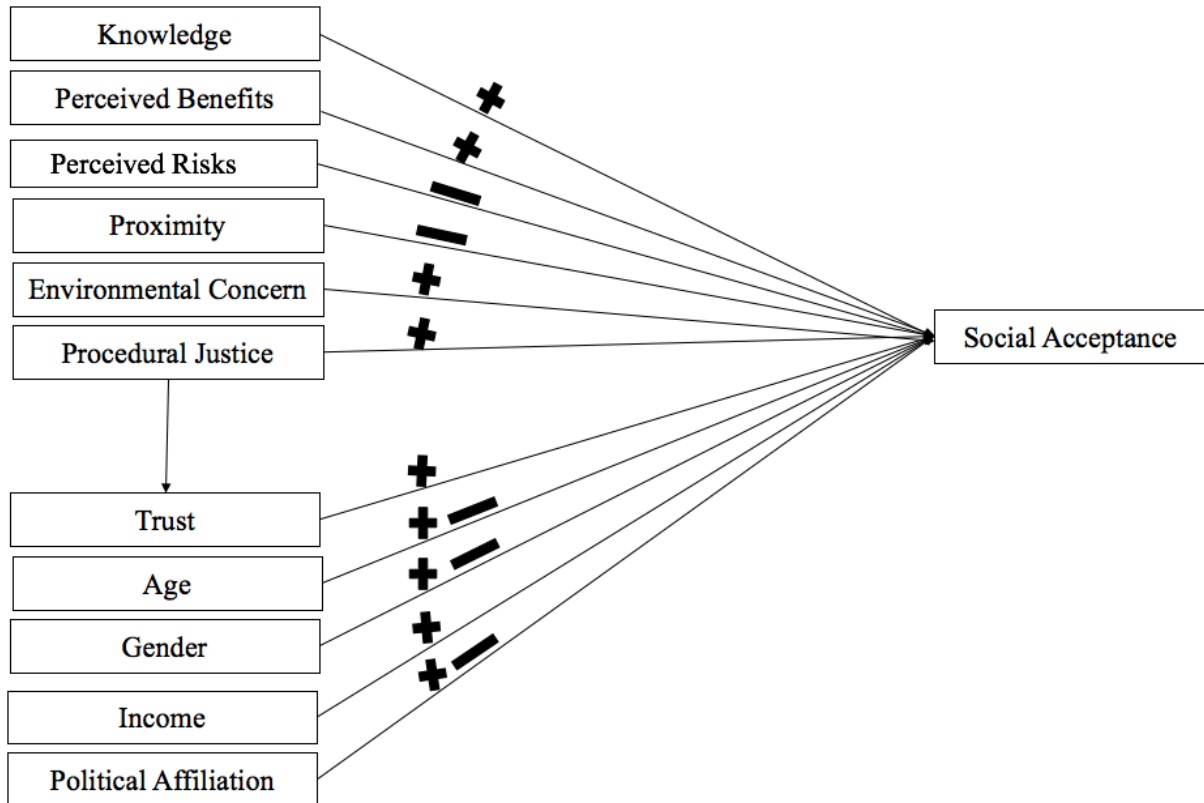 Knowledge
Perceived Benefits
Perceived Risks
Proximity
Environmental Concern
Procedural Justice
Social Acceptance
Trust
Age
Gender
Income
Political Affiliation